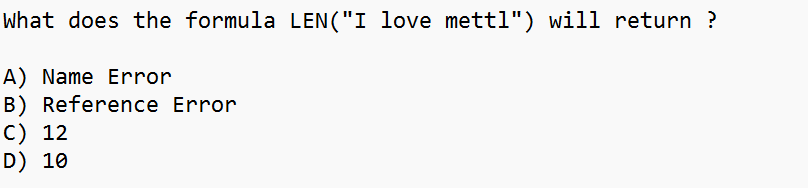 What does the formula LEN("I love mettl") will return ?
A) Name Error
B) Reference Error
C) 12
D) 10